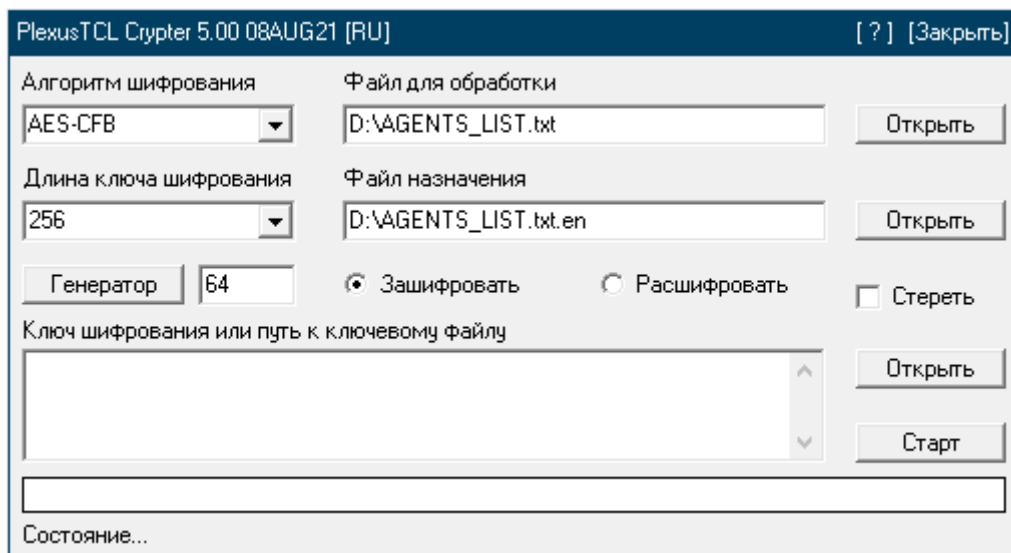 PlexusTCL Crypter 5.00 08AUG21 [RU] [ ? ] [Закрыть]
Алгоритм шифрования Файл для обработки
AES-CFB D:\AGENTS_LIST.txt Открыть
Длина ключа шифрования Файл назначения
256 D:\AGENTS_LIST.txt.en Открыть
Генератор 64 Зашифровать Расшифровать Стереть
Ключ шифрования или путь к ключевому файлу
Открыть
Старт
Состояние...